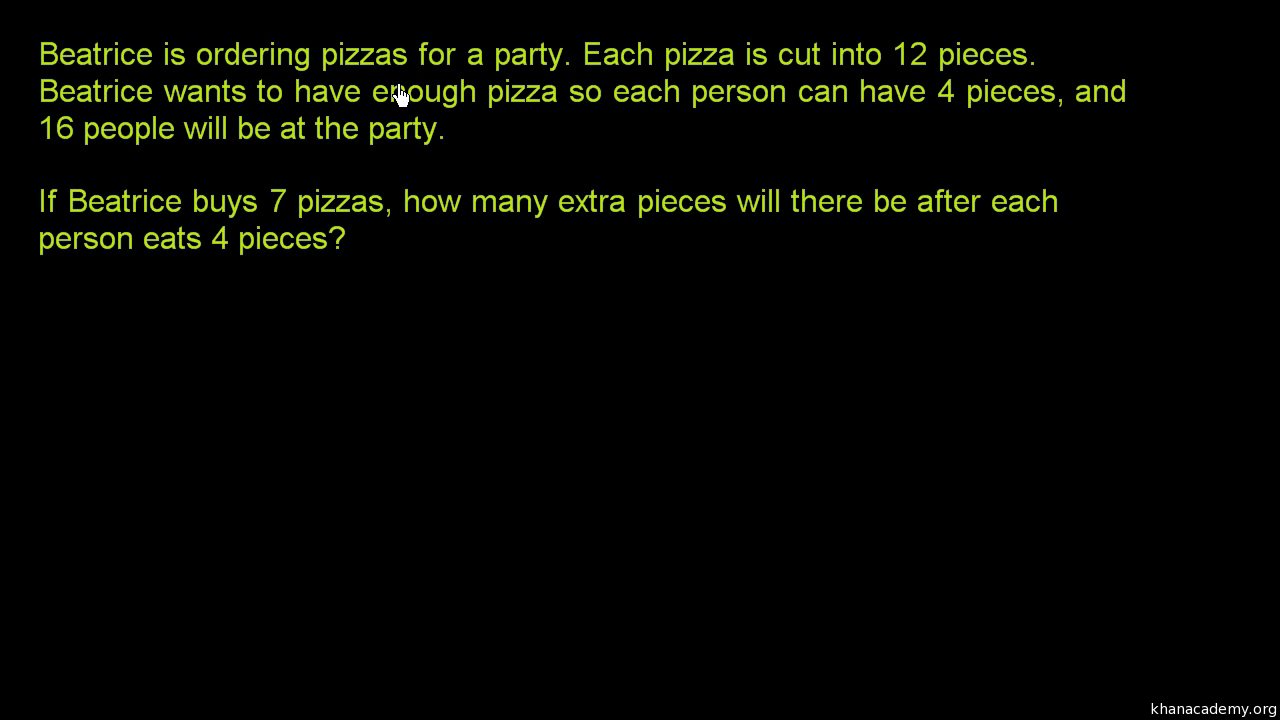 Beatrice is ordering pizzas for a party. Each pizza is cut into 12 pieces.
Beatrice wants to have enough pizza so each person can have 4 pieces, and
16 people will be at the party.
If Beatrice buys 7 pizzas, how many extra pieces will there be after each
person eats 4 pieces?
khanacademy.org